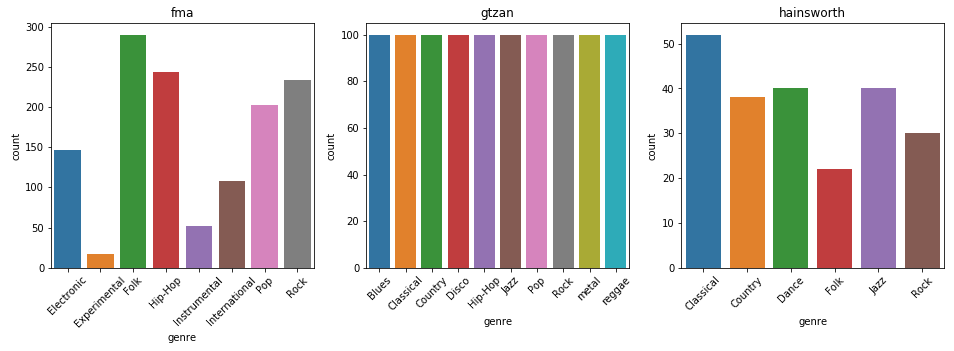 fma
count
300
250
200
150
100
50
0
Electronic
Experimental
Folk
Hip-Hop
Instrumental
International
Pop
Rock
genre
gtzan
count
100
80
60
40
20
0
Blues
Classical
Country
Disco
Hip-Hop
Jazz
Pop
Rock
metal
reggae
genre
hainsworth
count
50
40
30
20
10
0
Classical
Country
Dance
Folk
Jazz
Rock
genre